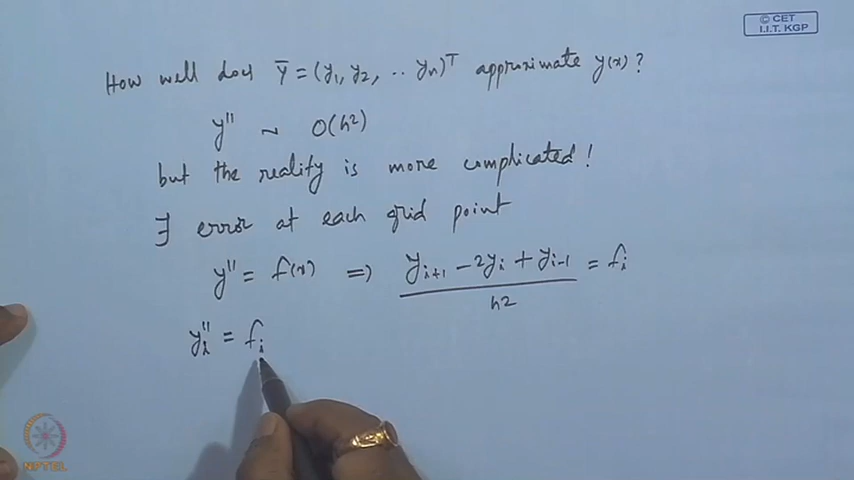 © CET
I.I.T. KGP
How well does Ȳ = (y₁, y₂, .. yₙ)ᵀ approximate y(x)?
y'' ~ O(h²)
but the reality is more complicated!
∃ error at each grid point
y'' = f(x) ⇒ (yᵢ₊₁ - 2yᵢ + yᵢ₋₁)/h² = fᵢ
yᵢ'' = fᵢ
NPTEL